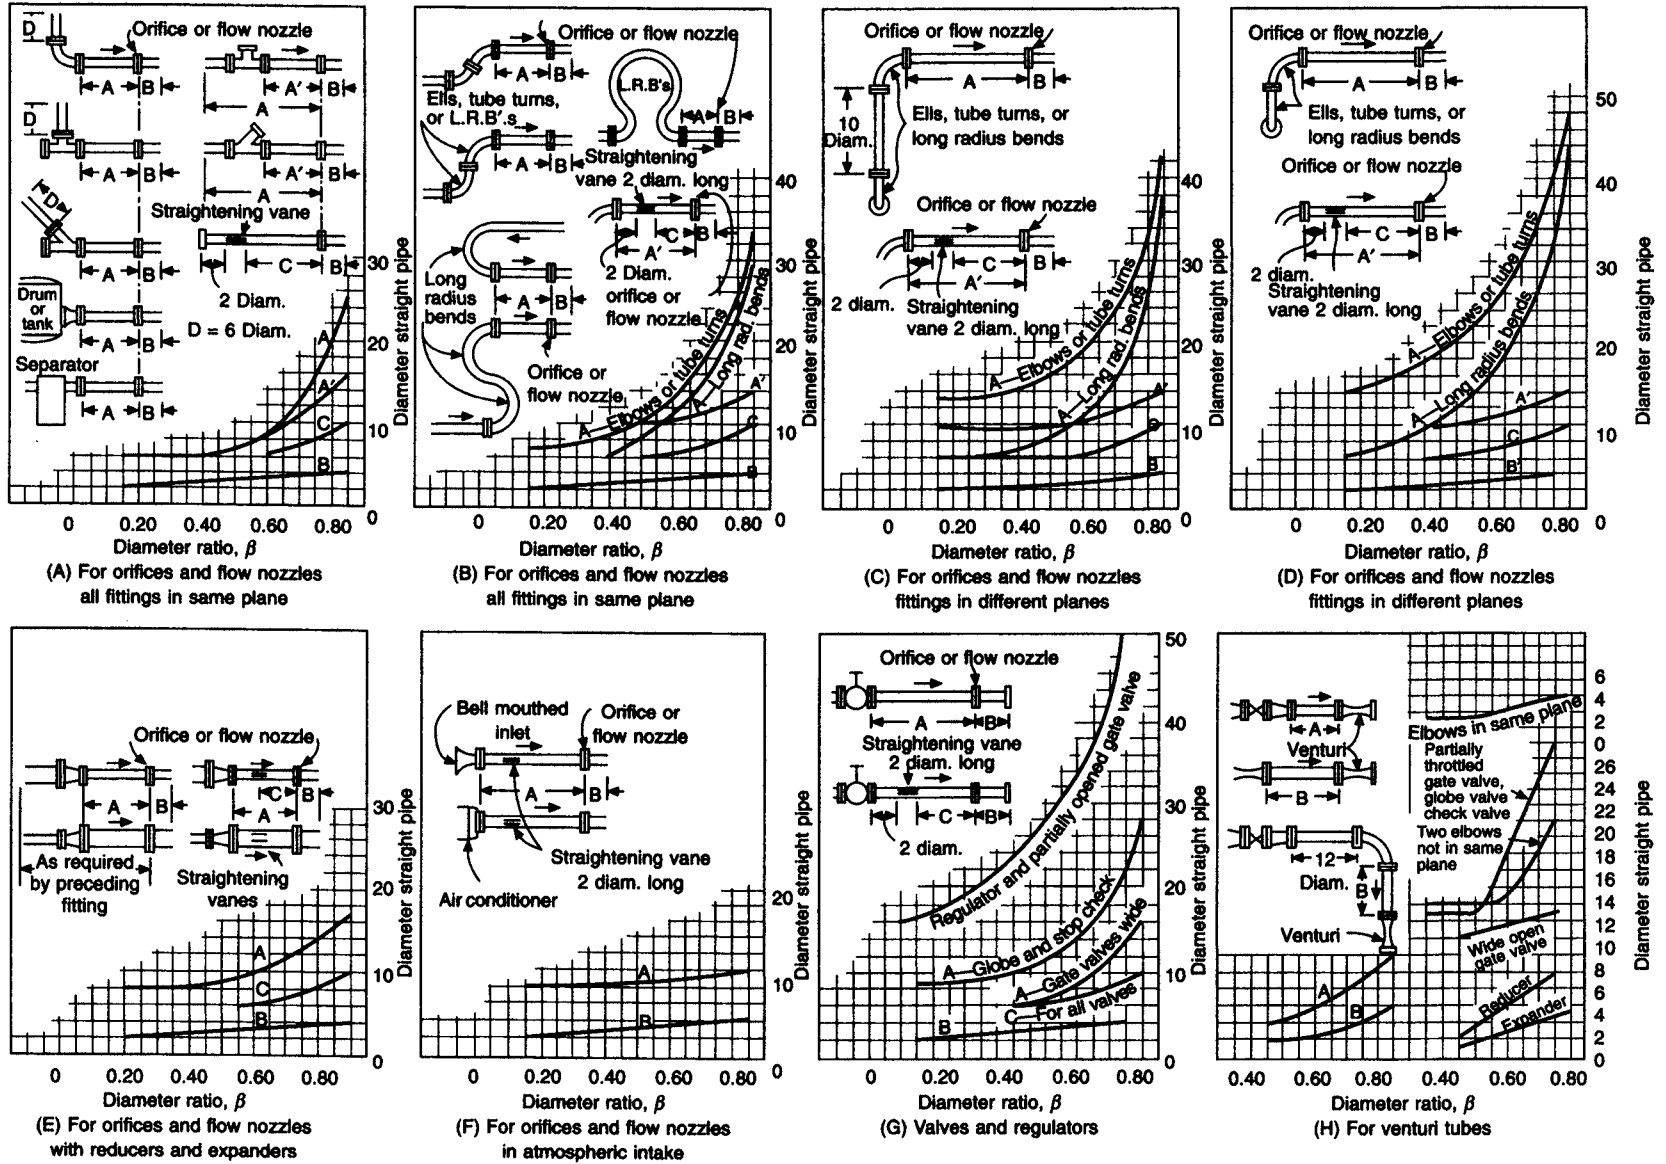 Orifice or flow nozzle
D
A
B
A'
B
A
D
A
B
A'
B
A
D
Straightening vane
A
B
C
B
2 Diam.
D = 6 Diam.
Drum
or
tank
A
B
Separator
A
B
A
A'
C
B
30
20
10
0
Diameter straight pipe
0 0.20 0.40 0.60 0.80
Diameter ratio, β
(A) For orifices and flow nozzles
all fittings in same plane
Orifice or flow nozzle
A
B
Ells, tube turns,
or L.R.B'.s
L.R.B's
A
B
A
B
Straightening
vane 2 diam. long
C
B
A'
2 Diam.
orifice or
flow nozzle
Long
radius
bends
A
B
Orifice or
flow nozzle
A—Elbows or tube turns
A—Long rad. bends
A'
C
B
40
30
20
10
0
Diameter straight pipe
0 0.20 0.40 0.60 0.80
Diameter ratio, β
(B) For orifices and flow nozzles
all fittings in same plane
Orifice or flow nozzle
A
B
10
Diam.
Ells, tube turns, or
long radius bends
Orifice or flow nozzle
C
B
A'
2 diam.
Straightening
vane 2 diam. long
A—Elbows or tube turns
A—Long rad. bends
A'
C
B
40
30
20
10
0
Diameter straight pipe
0 0.20 0.40 0.60 0.80
Diameter ratio, β
(C) For orifices and flow nozzles
fittings in different planes
Orifice or flow nozzle
A
B
Ells, tube turns, or
long radius bends
Orifice or flow nozzle
C
B
A'
2 diam.
Straightening
vane 2 diam. long
A—Elbows or tube turns
A—Long radius bends
A'
C
B'
50
40
30
20
10
0
Diameter straight pipe
0 0.20 0.40 0.60 0.80
Diameter ratio, β
(D) For orifices and flow nozzles
fittings in different planes
Orifice or flow nozzle
A
B
C
B
A
As required
by preceding
fitting
Straightening
vanes
A
C
B
30
20
10
0
Diameter straight pipe
0 0.20 0.40 0.60 0.80
Diameter ratio, β
(E) For orifices and flow nozzles
with reducers and expanders
Bell mouthed
inlet
Orifice or
flow nozzle
A
B
Straightening vane
2 diam. long
Air conditioner
A
B
20
10
0
Diameter straight pipe
0 0.20 0.40 0.60 0.80
Diameter ratio, β
(F) For orifices and flow nozzles
in atmospheric intake
Orifice or flow nozzle
A
B
Straightening vane
2 diam. long
C
B
2 diam.
Regulator and partially opened gate valve
A—Globe and stop check
A—Gate valves wide
C—For all valves
B
50
40
30
20
10
0
Diameter straight pipe
0 0.20 0.40 0.60 0.80
Diameter ratio, β
(G) Valves and regulators
A
Venturi
B
12
Diam.
B
Venturi
A
B
Elbows in same plane
Partially
throttled
gate valve,
globe valve
check valve
Two elbows
not in same
plane
Wide open
gate valve
Reducer
Expander
6
4
2
0
26
24
22
20
18
16
14
12
10
8
6
4
2
0
Diameter straight pipe
0.40 0.60 0.80 0.40 0.60 0.80
Diameter ratio, β
(H) For venturi tubes